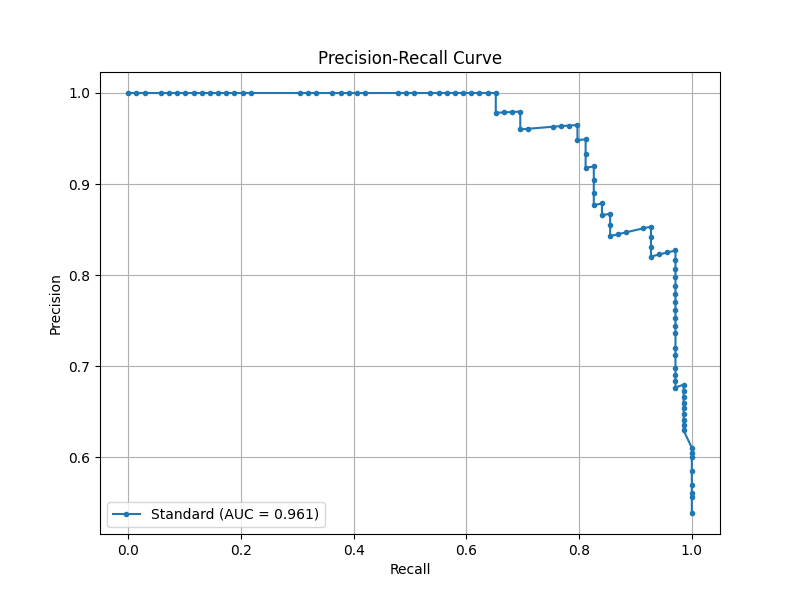 Precision-Recall Curve
Precision
1.0
0.9
0.8
0.7
0.6
Standard (AUC = 0.961)
0.0 0.2 0.4 0.6 0.8 1.0
Recall